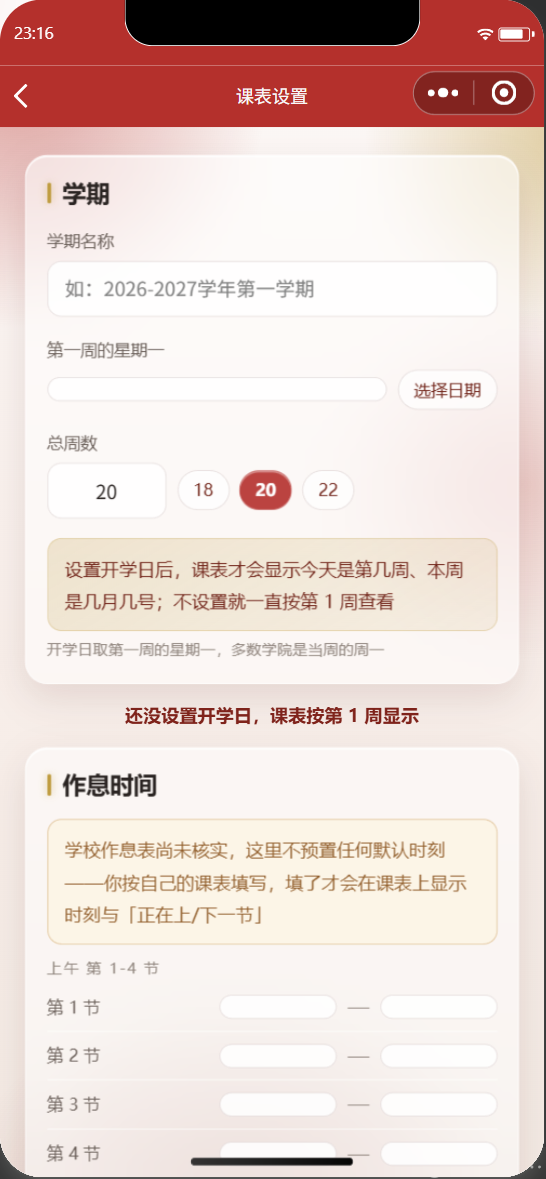 23:16
课表设置
学期
学期名称
如：2026-2027学年第一学期
第一周的星期一
选择日期
总周数
20
18
20
22
设置开学日后，课表才会显示今天是第几周、本周
是几月几号；不设置就一直按第 1 周查看
开学日取第一周的星期一，多数学院是当周的周一
还没设置开学日，课表按第 1 周显示
作息时间
学校作息表尚未核实，这里不预置任何默认时刻
——你按自己的课表填写，填了才会在课表上显示
时刻与「正在上/下一节」
上午 第 1-4 节
第 1 节
—
第 2 节
—
第 3 节
—
第 4 节
—